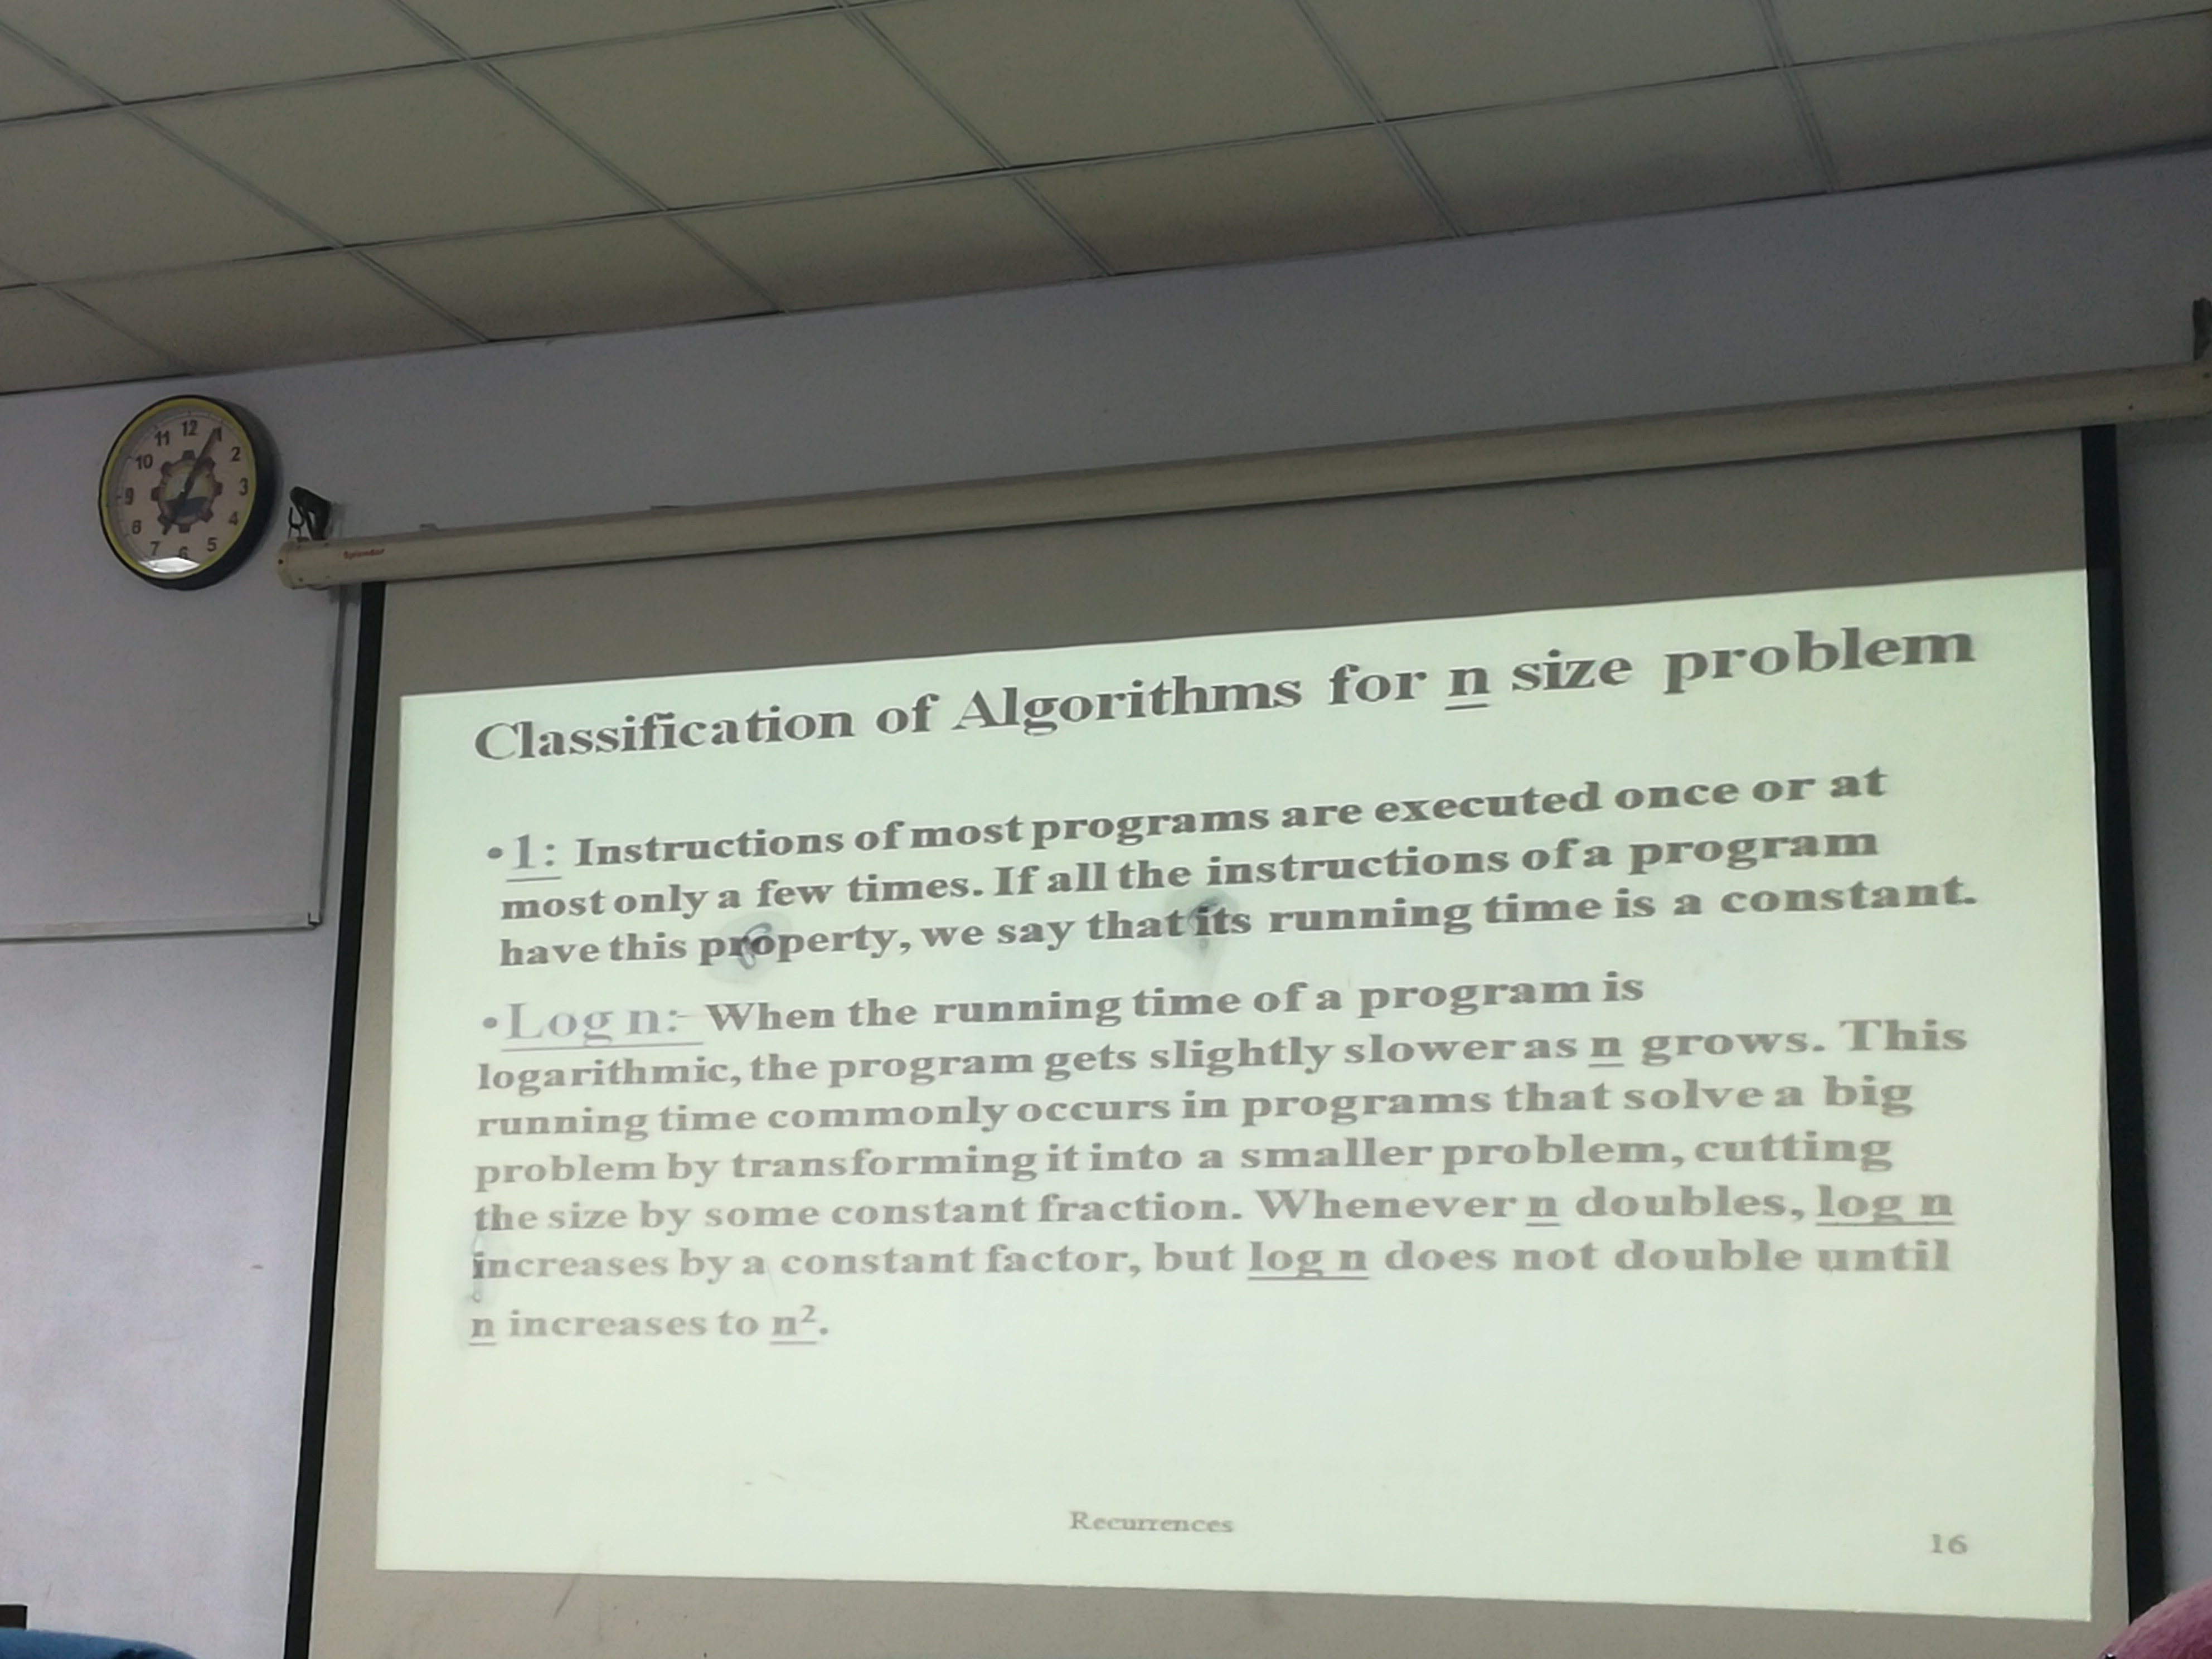 12
11
1
10
2
9
3
8
4
7
6
5
Splendor
Classification of Algorithms for n size problem
•1: Instructions of most programs are executed once or at
most only a few times. If all the instructions of a program
have this property, we say that its running time is a constant.
•Log n: When the running time of a program is
logarithmic, the program gets slightly slower as n grows. This
running time commonly occurs in programs that solve a big
problem by transforming it into a smaller problem, cutting
the size by some constant fraction. Whenever n doubles, log n
increases by a constant factor, but log n does not double until
n increases to n².
Recurrences
16